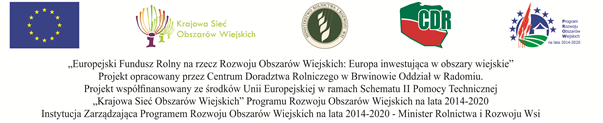 Krajowa Sieć
Obszarów Wiejskich
CDR
Program
Rozwoju
Obszarów
Wiejskich
na lata 2014-2020
„Europejski Fundusz Rolny na rzecz Rozwoju Obszarów Wiejskich: Europa inwestująca w obszary wiejskie”
Projekt opracowany przez Centrum Doradztwa Rolniczego w Brwinowie Oddział w Radomiu.
Projekt współfinansowany ze środków Unii Europejskiej w ramach Schematu II Pomocy Technicznej
„Krajowa Sieć Obszarów Wiejskich” Programu Rozwoju Obszarów Wiejskich na lata 2014-2020
Instytucja Zarządzająca Programem Rozwoju Obszarów Wiejskich na lata 2014-2020 - Minister Rolnictwa i Rozwoju Wsi